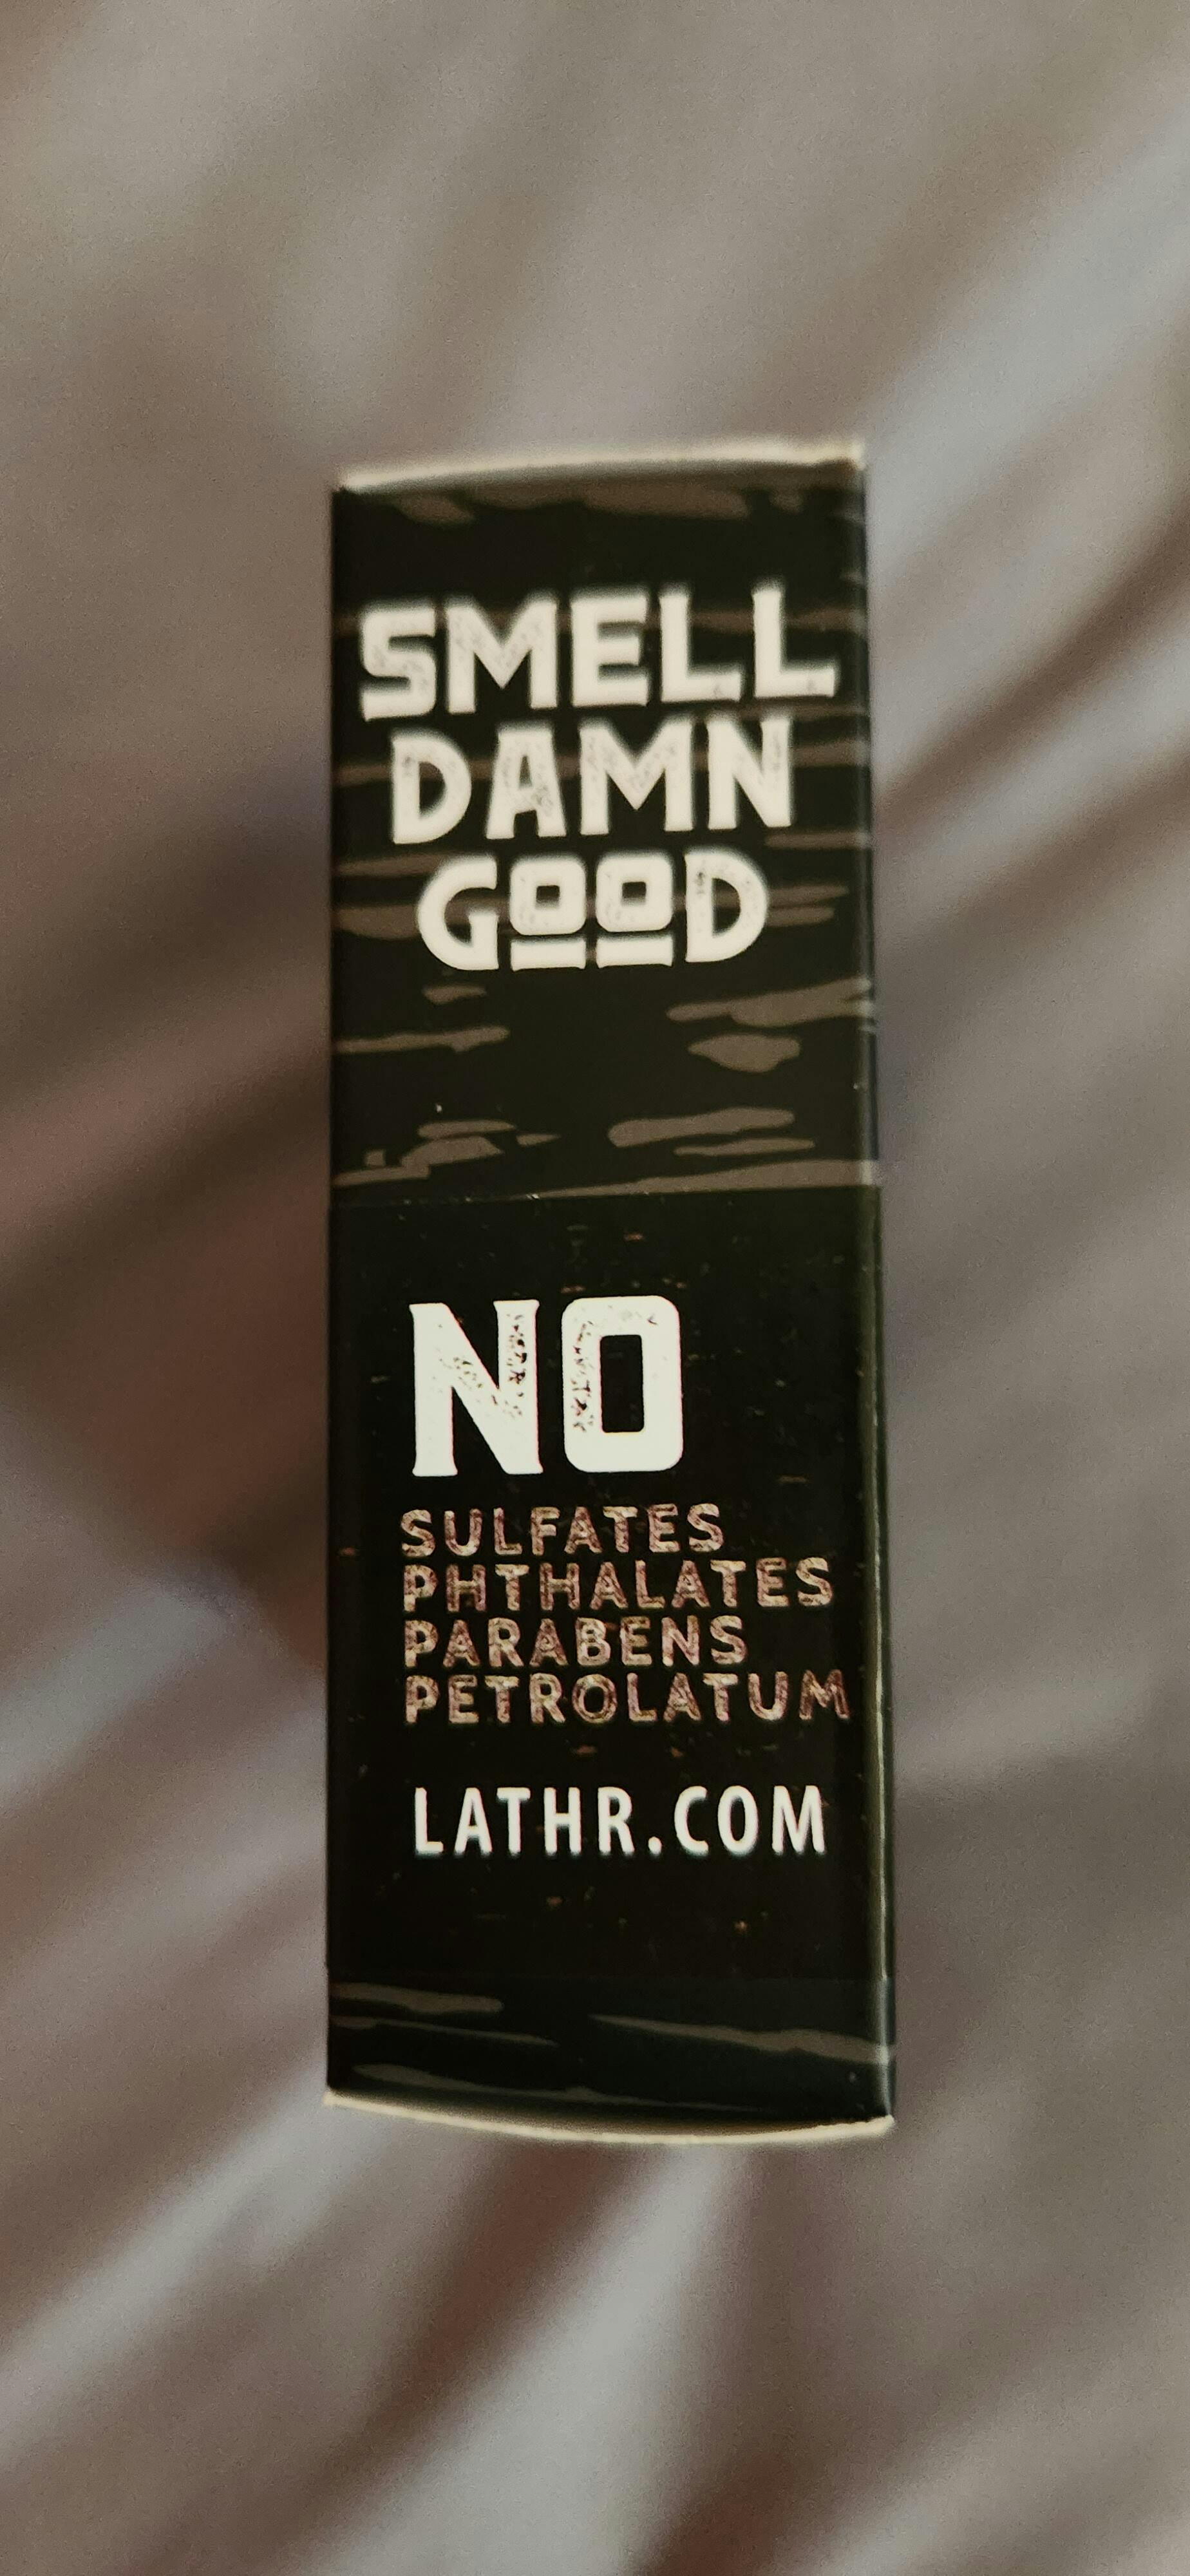 SMELL
DAMN
GOOD
NO
SULFATES
PHTHALATES
PARABENS
PETROLATUM
LATHR.COM